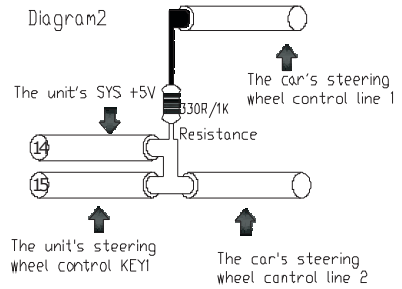 Diagram2
The car's steering
wheel control line 1
The unit's SYS +5V
330R/1K
Resistance
14
15
The unit's steering
wheel control KEY1
The car's steering
wheel cantral line 2